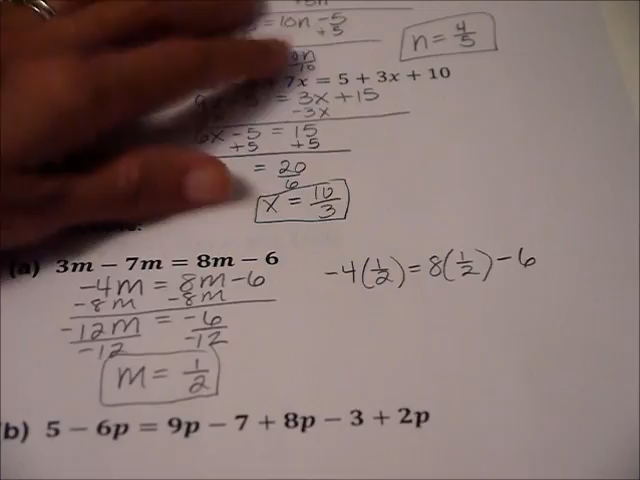 = 10n - 5
+5 +5
n = 4/5
7x = 5 + 3x + 10
= 3x + 15
-3x
6x - 5 = 15
+5 +5
= 20/6
x = 10/3
(a) 3m − 7m = 8m − 6
-4m = 8m - 6
-8m -8m
-12m = -6
-12 -12
m = 1/2
-4(1/2) = 8(1/2) - 6
b) 5 − 6p = 9p − 7 + 8p − 3 + 2p